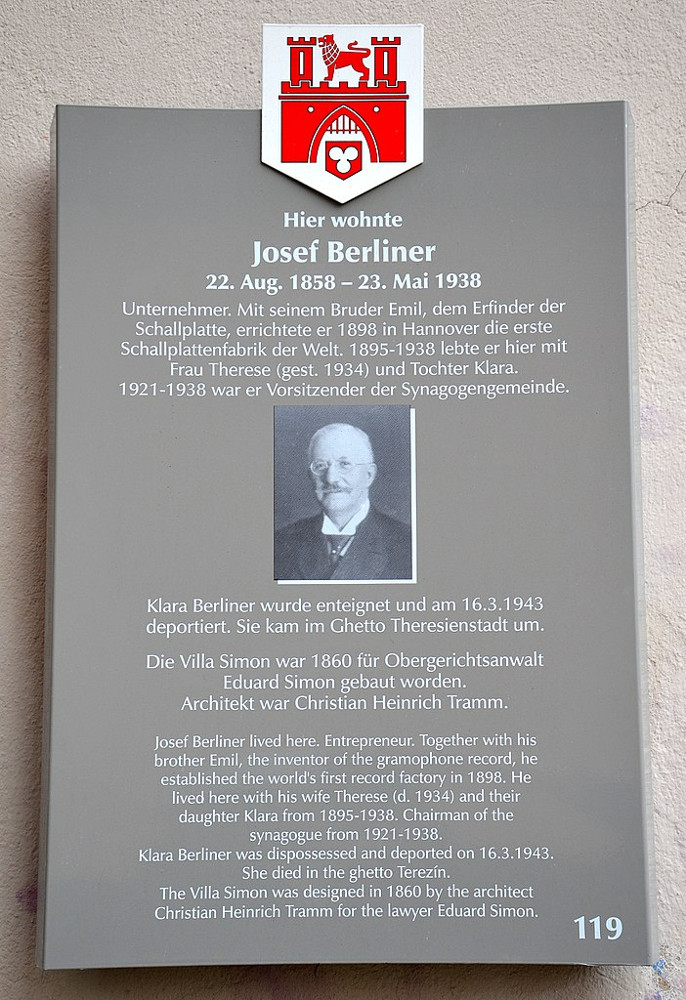 Hier wohnte
Josef Berliner
22. Aug. 1858 – 23. Mai 1938
Unternehmer. Mit seinem Bruder Emil, dem Erfinder der
Schallplatte, errichtete er 1898 in Hannover die erste
Schallplattenfabrik der Welt. 1895-1938 lebte er hier mit
Frau Therese (gest. 1934) und Tochter Klara.
1921-1938 war er Vorsitzender der Synagogengemeinde.
Klara Berliner wurde enteignet und am 16.3.1943
deportiert. Sie kam im Ghetto Theresienstadt um.
Die Villa Simon war 1860 für Obergerichtsanwalt
Eduard Simon gebaut worden.
Architekt war Christian Heinrich Tramm.
Josef Berliner lived here. Entrepreneur. Together with his
brother Emil, the inventor of the gramophone record, he
established the world's first record factory in 1898. He
lived here with his wife Therese (d. 1934) and their
daughter Klara from 1895-1938. Chairman of the
synagogue from 1921-1938.
Klara Berliner was dispossessed and deported on 16.3.1943.
She died in the ghetto Terezín.
The Villa Simon was designed in 1860 by the architect
Christian Heinrich Tramm for the lawyer Eduard Simon.
119